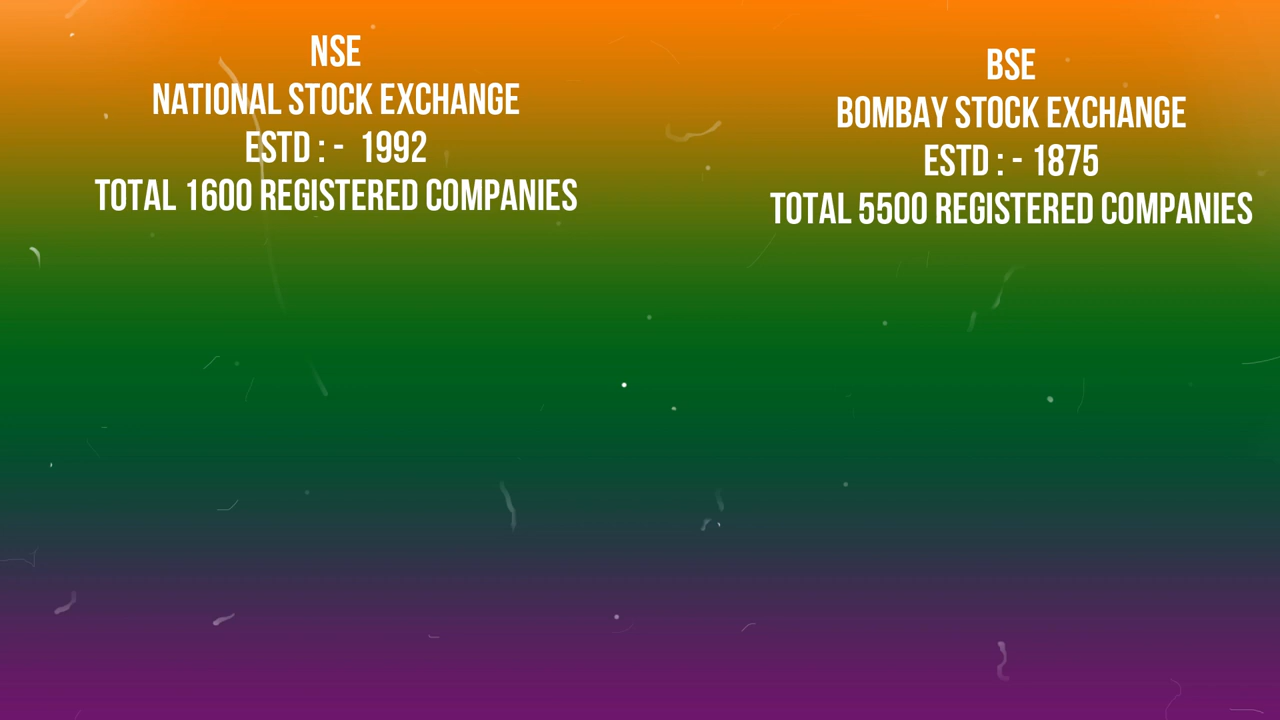 NSE
NATIONAL STOCK EXCHANGE
ESTD : -  1992
TOTAL 1600 REGISTERED COMPANIES
BSE
BOMBAY STOCK EXCHANGE
ESTD : - 1875
TOTAL 5500 REGISTERED COMPANIES